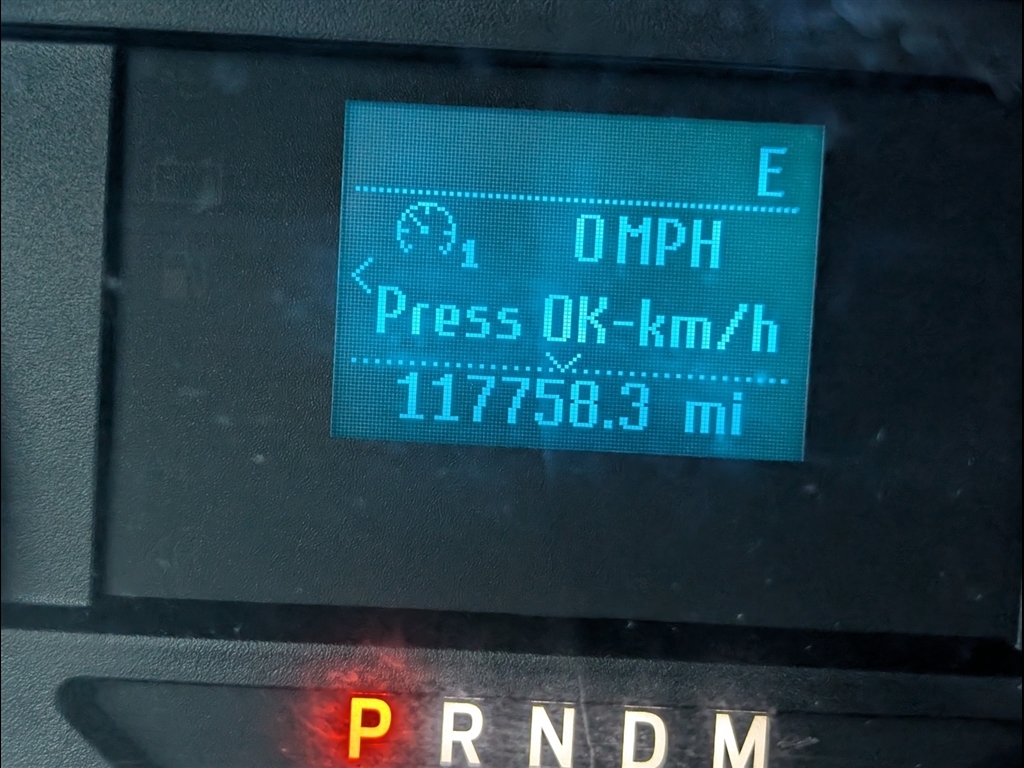 E
0 MPH
1
Press OK-km/h
117758.3 mi
P R N D M